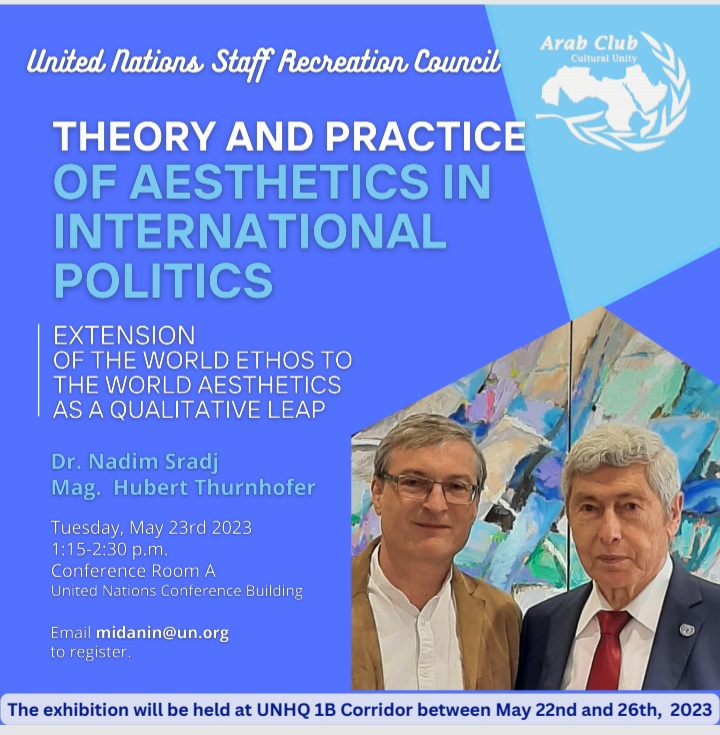 United Nations Staff Recreation Council
Arab Club
Cultural Unity
THEORY AND PRACTICE
OF AESTHETICS IN
INTERNATIONAL
POLITICS
EXTENSION
OF THE WORLD ETHOS TO
THE WORLD AESTHETICS
AS A QUALITATIVE LEAP
Dr. Nadim Sradj
Mag. Hubert Thurnhofer
Tuesday, May 23rd 2023
1:15-2:30 p.m.
Conference Room A
United Nations Conference Building
Email midanin@un.org
to register.
The exhibition will be held at UNHQ 1B Corridor between May 22nd and 26th, 2023